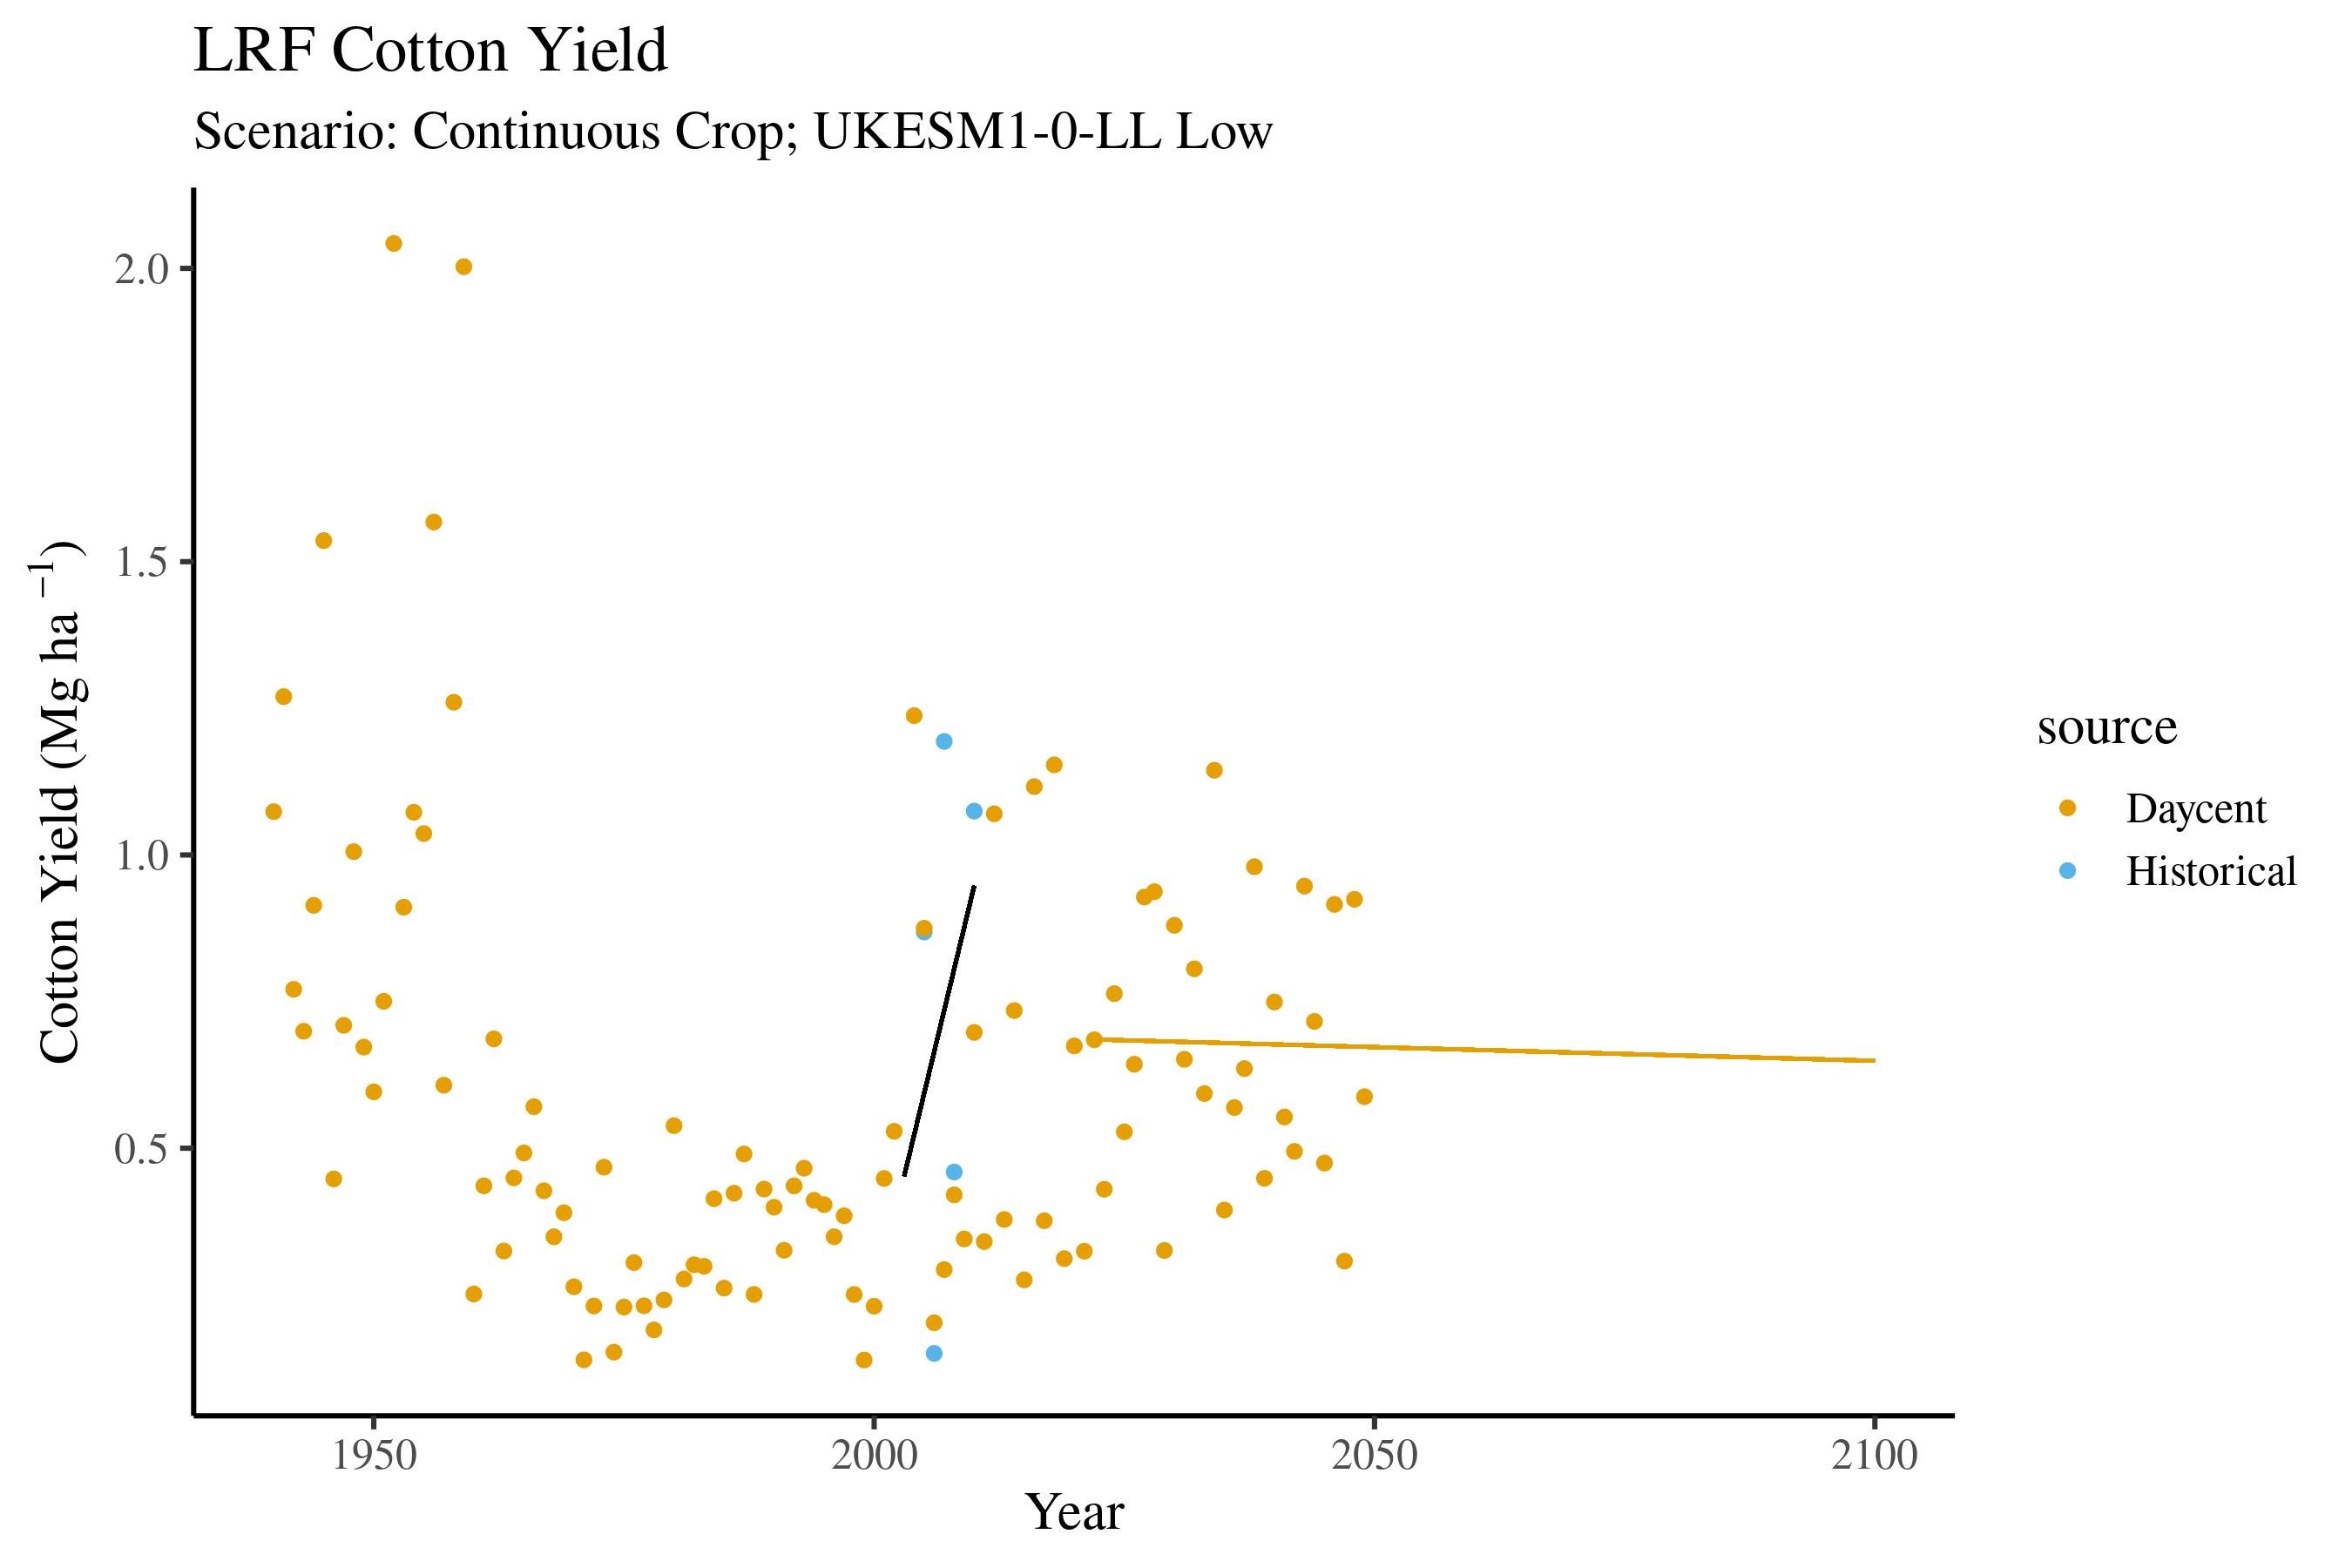 LRF Cotton Yield
Scenario: Continuous Crop; UKESM1-0-LL Low
Cotton Yield (Mg ha −1)
2.0
1.5
1.0
0.5
1950 2000 2050 2100
Year
source
Daycent
Historical